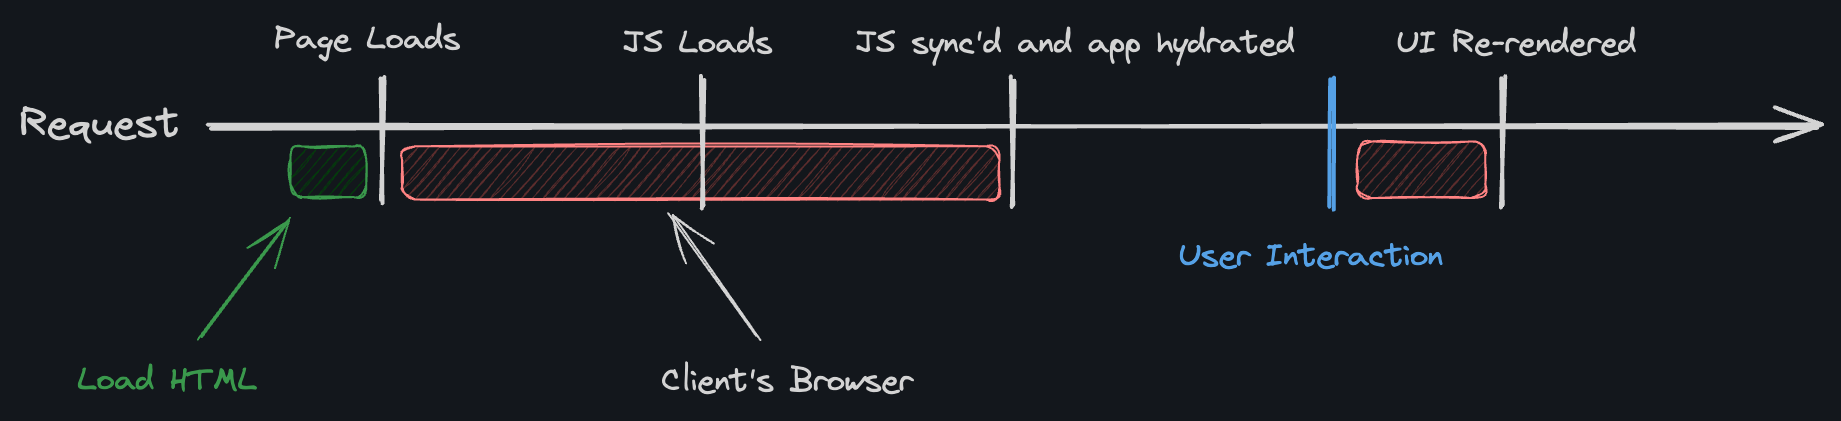 Page Loads
JS Loads
JS sync'd and app hydrated
UI Re-rendered
Request
User Interaction
Load HTML
Client's Browser